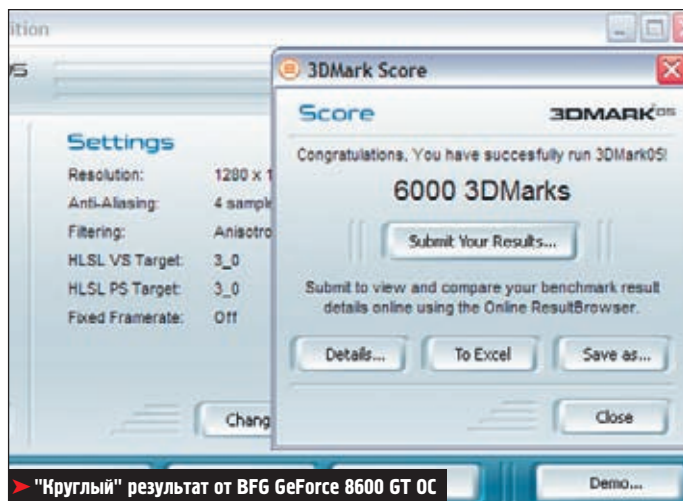 ition
05
3DMark Score
Score
3DMARK05
Congratulations, You have succesfully run 3DMark05!
6000 3DMarks
Submit Your Results...
Submit to view and compare your benchmark result
details online using the Online ResultBrowser.
Details...
To Excel
Save as...
Close
Settings
Resolution: 1280 x 1
Anti-Aliasing: 4 sample
Filtering: Anisotro
HLSL VS Target: 3_0
HLSL PS Target: 3_0
Fixed Framerate: Off
Chang
Demo...
"Круглый" результат от BFG GeForce 8600 GT OC